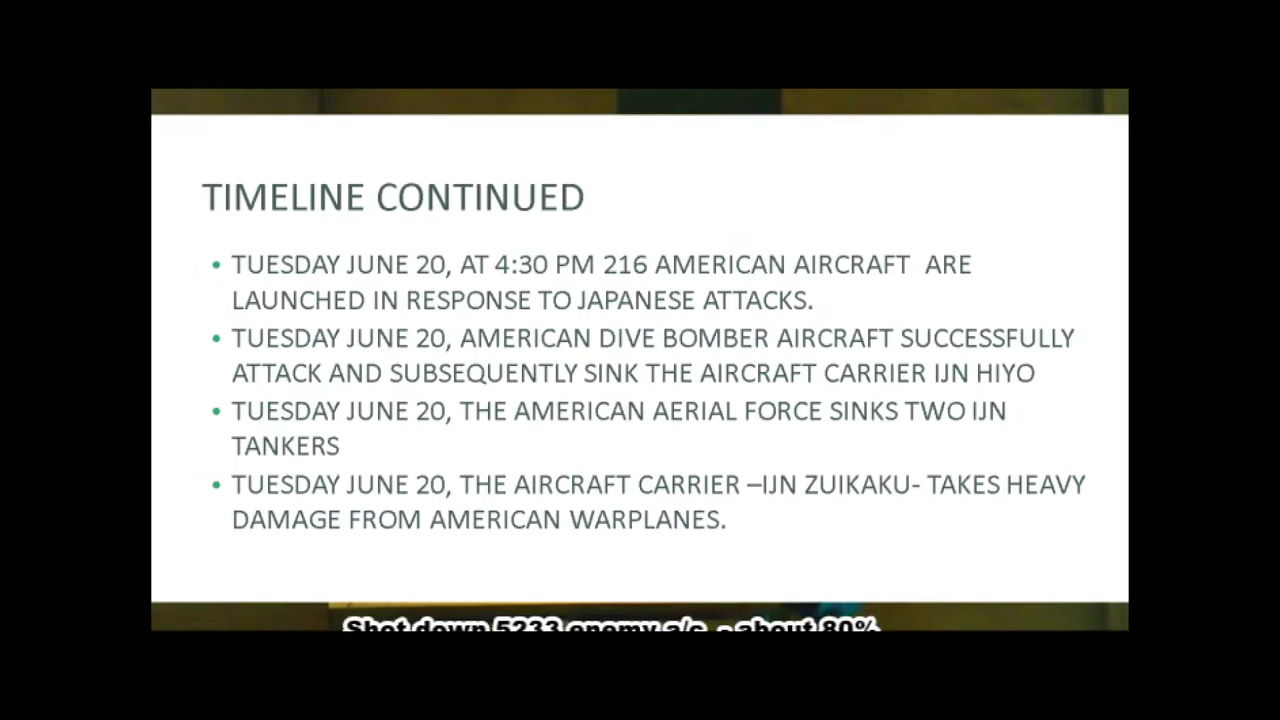 TIMELINE CONTINUED
• TUESDAY JUNE 20, AT 4:30 PM 216 AMERICAN AIRCRAFT  ARE
LAUNCHED IN RESPONSE TO JAPANESE ATTACKS.
• TUESDAY JUNE 20, AMERICAN DIVE BOMBER AIRCRAFT SUCCESSFULLY
ATTACK AND SUBSEQUENTLY SINK THE AIRCRAFT CARRIER IJN HIYO
• TUESDAY JUNE 20, THE AMERICAN AERIAL FORCE SINKS TWO IJN
TANKERS
• TUESDAY JUNE 20, THE AIRCRAFT CARRIER –IJN ZUIKAKU- TAKES HEAVY
DAMAGE FROM AMERICAN WARPLANES.
Shot down 5233 enemy a/c - about 80%